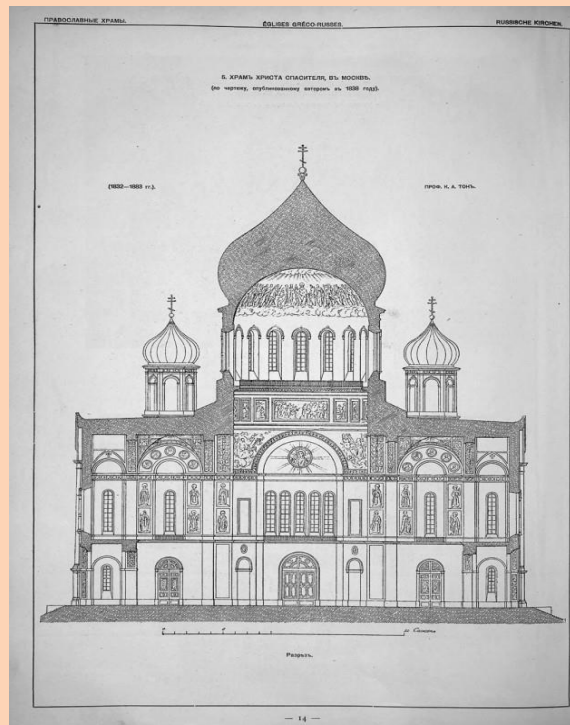 ПРАВОСЛАВНЫЕ ХРАМЫ.
ÉGLISES GRÉCO-RUSSES.
RUSSISCHE KIRCHEN.
5. ХРАМЪ ХРИСТА СПАСИТЕЛЯ, ВЪ МОСКВѢ.
(по чертежу, опубликованному авторомъ въ 1838 году).
(1832—1883 гг.).
ПРОФ. К. А. ТОНЪ.
Разрѣзъ.
— 14 —